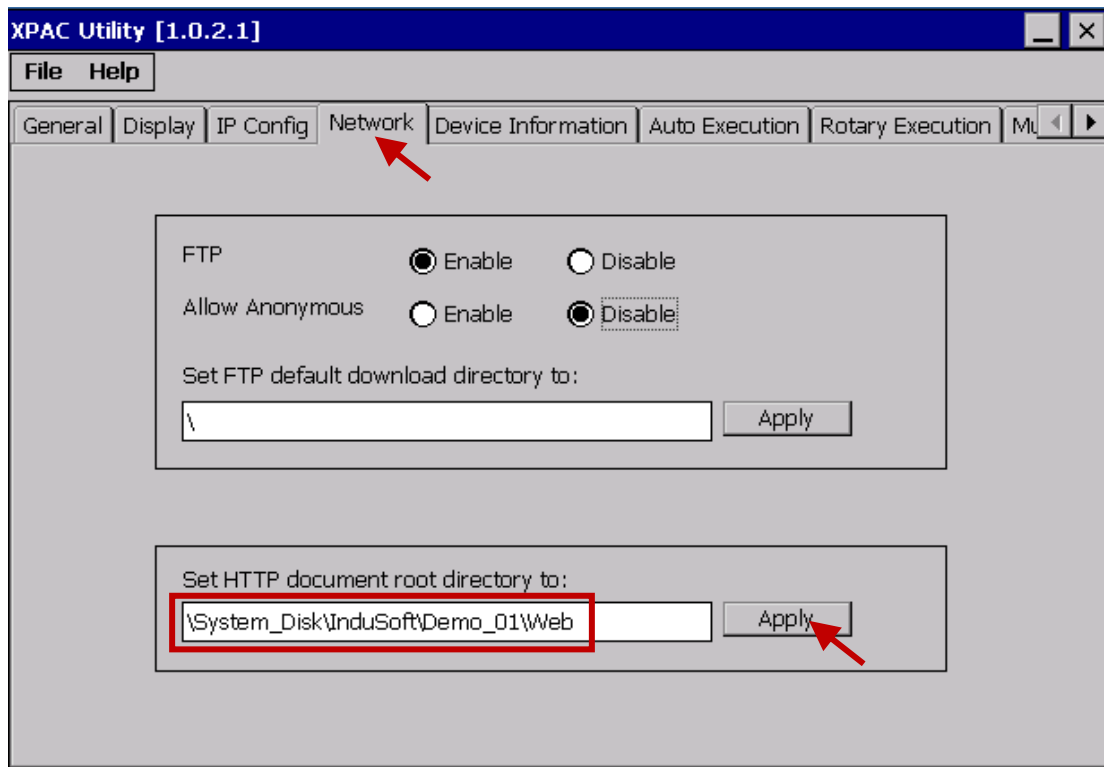 XPAC Utility [1.0.2.1]
File Help
General Display IP Config Network Device Information Auto Execution Rotary Execution
FTP Enable Disable
Allow Anonymous Enable Disable
Set FTP default download directory to:
\ Apply
Set HTTP document root directory to:
\System_Disk\InduSoft\Demo_01\Web Apply